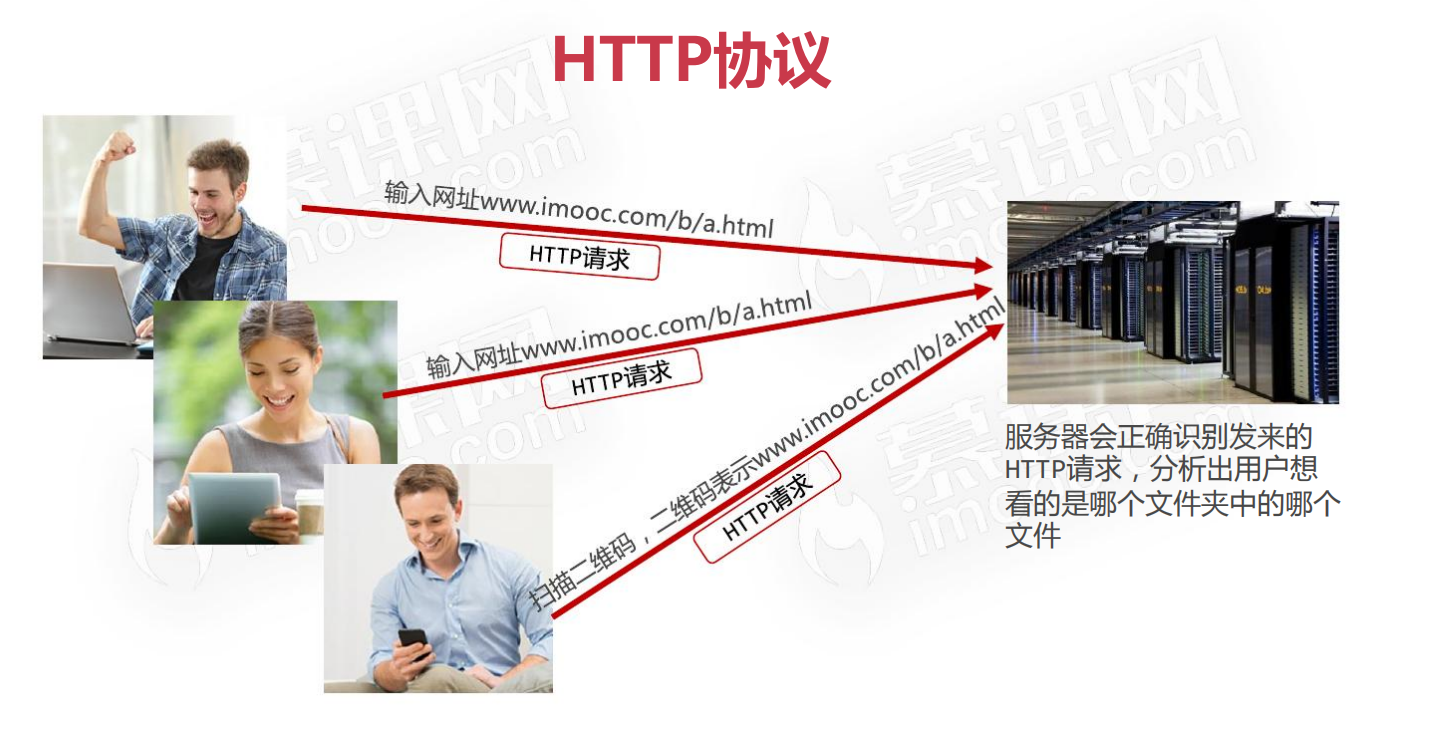 HTTP协议
输入网址www.imooc.com/b/a.html
HTTP请求
输入网址www.imooc.com/b/a.html
HTTP请求
扫描二维码，二维码表示www.imooc.com/b/a.html
HTTP请求
服务器会正确识别发来的
HTTP请求，分析出用户想
看的是哪个文件夹中的哪个
文件
慕课网
imooc.com
慕课网
imooc.com